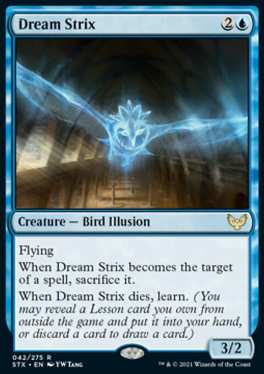 Dream Strix 2
Creature — Bird Illusion
Flying
When Dream Strix becomes the target
of a spell, sacrifice it.
When Dream Strix dies, learn. (You
may reveal a Lesson card you own from
outside the game and put it into your hand,
or discard a card to draw a card.)
3/2
042/275 R
STX • EN YWTang
™ & © 2021 Wizards of the Coast